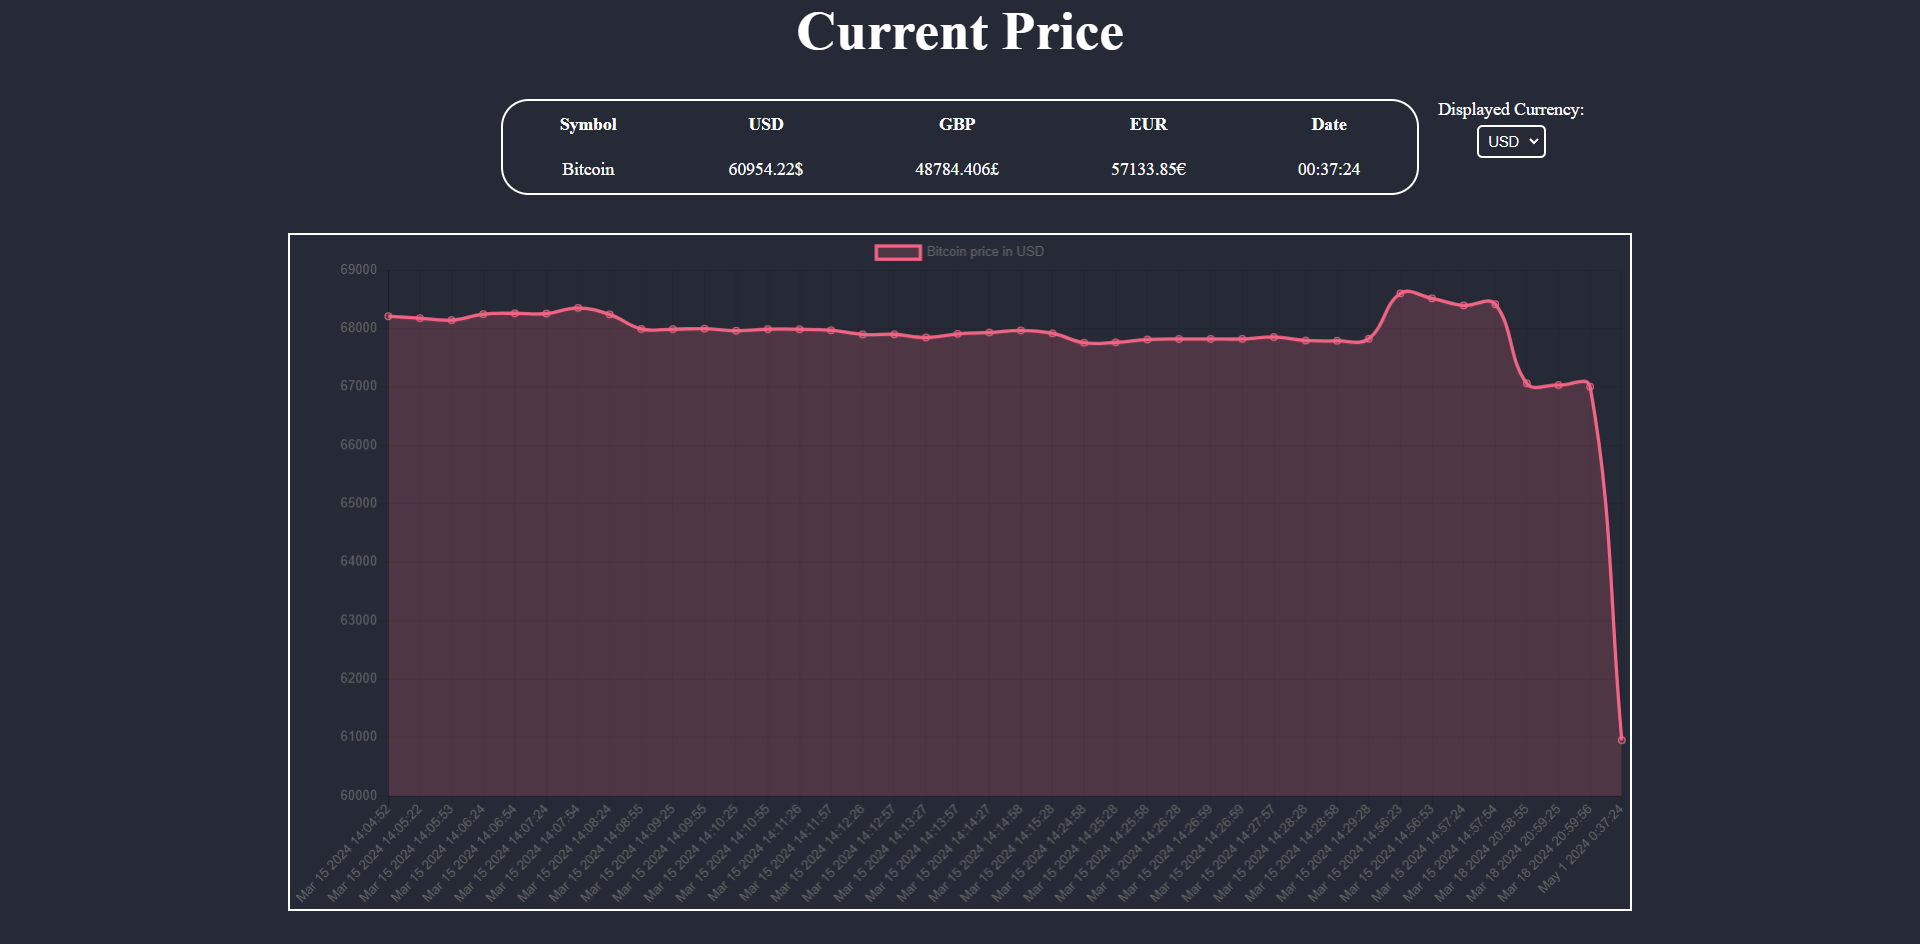 Current Price
Displayed Currency:
USD
Symbol USD GBP EUR Date
Bitcoin 60954.22$ 48784.406£ 57133.85€ 00:37:24
Bitcoin price in USD
69000
68000
67000
66000
65000
64000
63000
62000
61000
60000
Mar 15 2024 14:04:52
Mar 15 2024 14:05:22
Mar 15 2024 14:05:53
Mar 15 2024 14:06:24
Mar 15 2024 14:06:54
Mar 15 2024 14:07:24
Mar 15 2024 14:07:54
Mar 15 2024 14:08:24
Mar 15 2024 14:08:55
Mar 15 2024 14:09:25
Mar 15 2024 14:09:55
Mar 15 2024 14:10:25
Mar 15 2024 14:10:55
Mar 15 2024 14:11:26
Mar 15 2024 14:11:57
Mar 15 2024 14:12:26
Mar 15 2024 14:12:57
Mar 15 2024 14:13:27
Mar 15 2024 14:13:57
Mar 15 2024 14:14:27
Mar 15 2024 14:14:58
Mar 15 2024 14:15:28
Mar 15 2024 14:24:58
Mar 15 2024 14:25:28
Mar 15 2024 14:25:58
Mar 15 2024 14:26:28
Mar 15 2024 14:26:59
Mar 15 2024 14:26:59
Mar 15 2024 14:27:57
Mar 15 2024 14:28:28
Mar 15 2024 14:28:58
Mar 15 2024 14:29:28
Mar 15 2024 14:56:23
Mar 15 2024 14:56:53
Mar 15 2024 14:57:24
Mar 15 2024 14:57:54
Mar 18 2024 20:58:55
Mar 18 2024 20:59:25
Mar 18 2024 20:59:56
May 1 2024 0:37:24